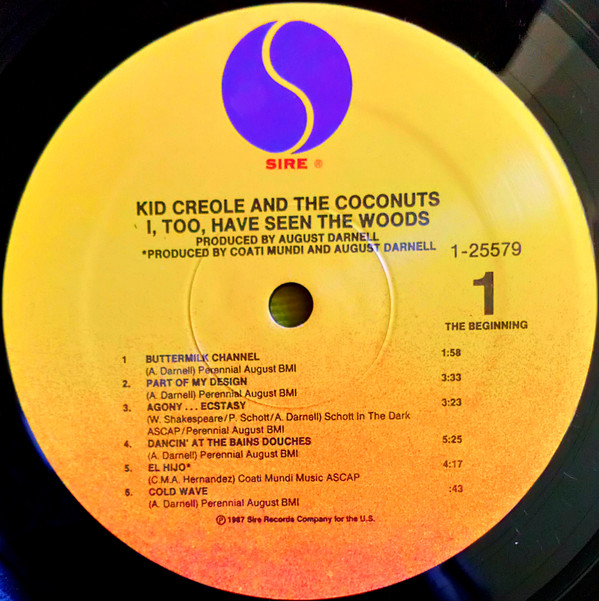 SIRE ®
KID CREOLE AND THE COCONUTS
I, TOO, HAVE SEEN THE WOODS
PRODUCED BY AUGUST DARNELL
*PRODUCED BY COATI MUNDI AND AUGUST DARNELL
1-25579
1
THE BEGINNING
1 BUTTERMILK CHANNEL 1:58
(A. Darnell) Perennial August BMI
2. PART OF MY DESIGN 3:33
(A. Darnell) Perennial August BMI
3. AGONY . . . ECSTASY 3:23
(W. Shakespeare/P. Schott/A. Darnell) Schott In The Dark
ASCAP/Perennial August BMI
4. DANCIN' AT THE BAINS DOUCHES 5:25
(A. Darnell) Perennial August BMI
5. EL HIJO* 4:17
(C.M.A. Hernandez) Coati Mundi Music ASCAP
6. COLD WAVE :43
(A. Darnell) Perennial August BMI
℗ 1987 Sire Records Company for the U.S.